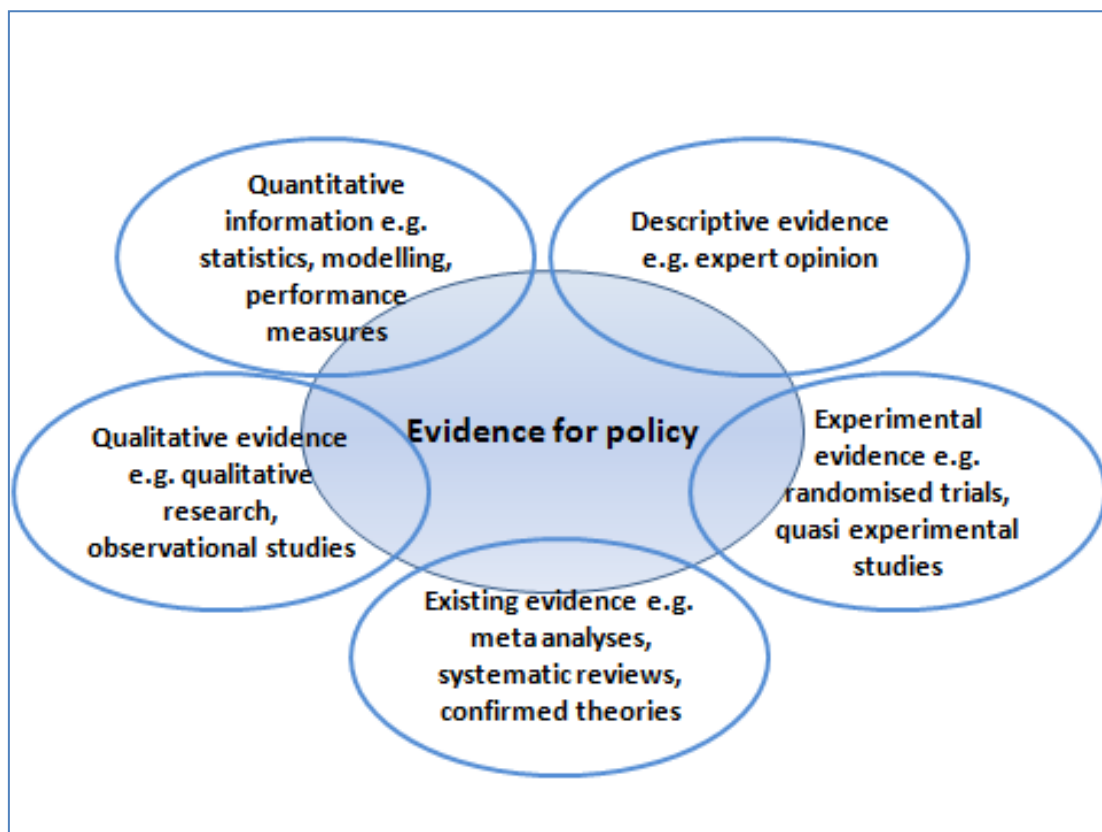 Quantitative
information e.g.
statistics, modelling,
performance
measures
Descriptive evidence
e.g. expert opinion
Evidence for policy
Qualitative evidence
e.g. qualitative
research,
observational studies
Experimental
evidence e.g.
randomised trials,
quasi experimental
studies
Existing evidence e.g.
meta analyses,
systematic reviews,
confirmed theories